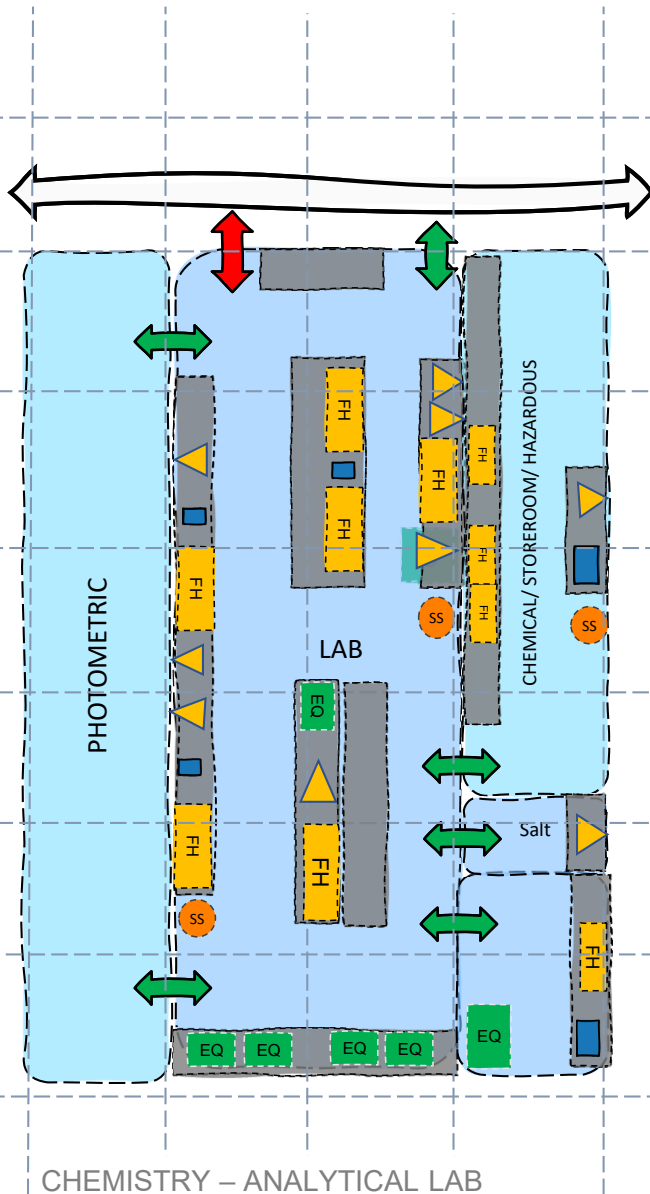 FH
FH
FH
FH
FH
CHEMICAL/ STOREROOM/ HAZARDOUS
FH
FH
SS
SS
PHOTOMETRIC
LAB
EQ
FH
FH
Salt
SS
FH
EQ
EQ
EQ
EQ
EQ
CHEMISTRY – ANALYTICAL LAB